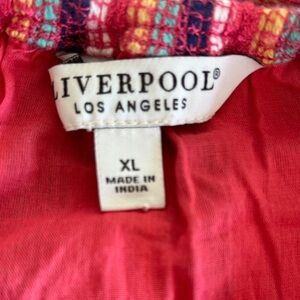 LIVERPOOL®
LOS ANGELES
XL
MADE IN
INDIA